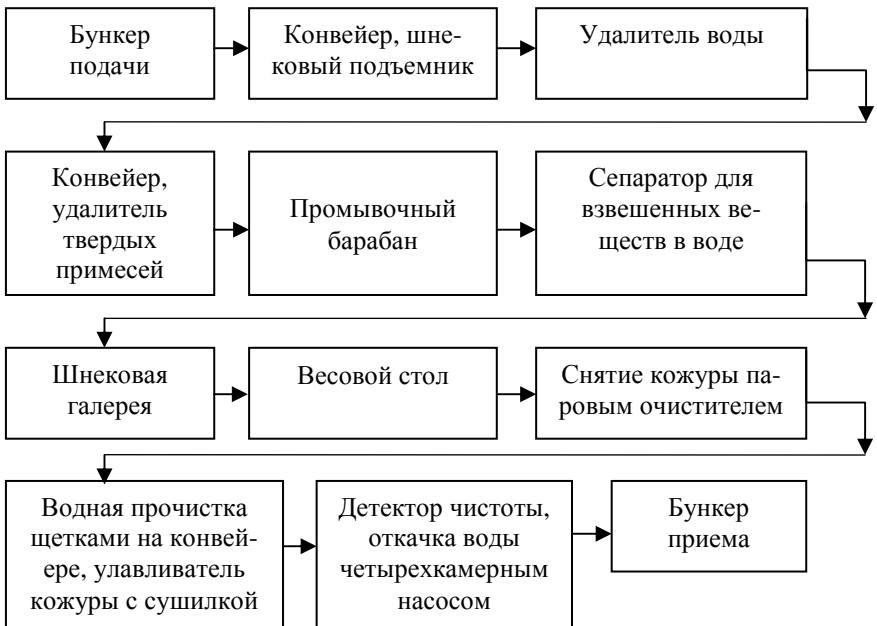 Бункер
подачи
Конвейер, шне-
ковый подъемник
Удалитель воды
Конвейер,
удалитель
твердых
примесей
Промывочный
барабан
Сепаратор для
взвешенных ве-
ществ в воде
Шнековая
галерея
Весовой стол
Снятие кожуры па-
ровым очистителем
Водная прочистка
щетками на конвей-
ере, улавливатель
кожуры с сушилкой
Детектор чистоты,
откачка воды
четырехкамерным
насосом
Бункер
приема